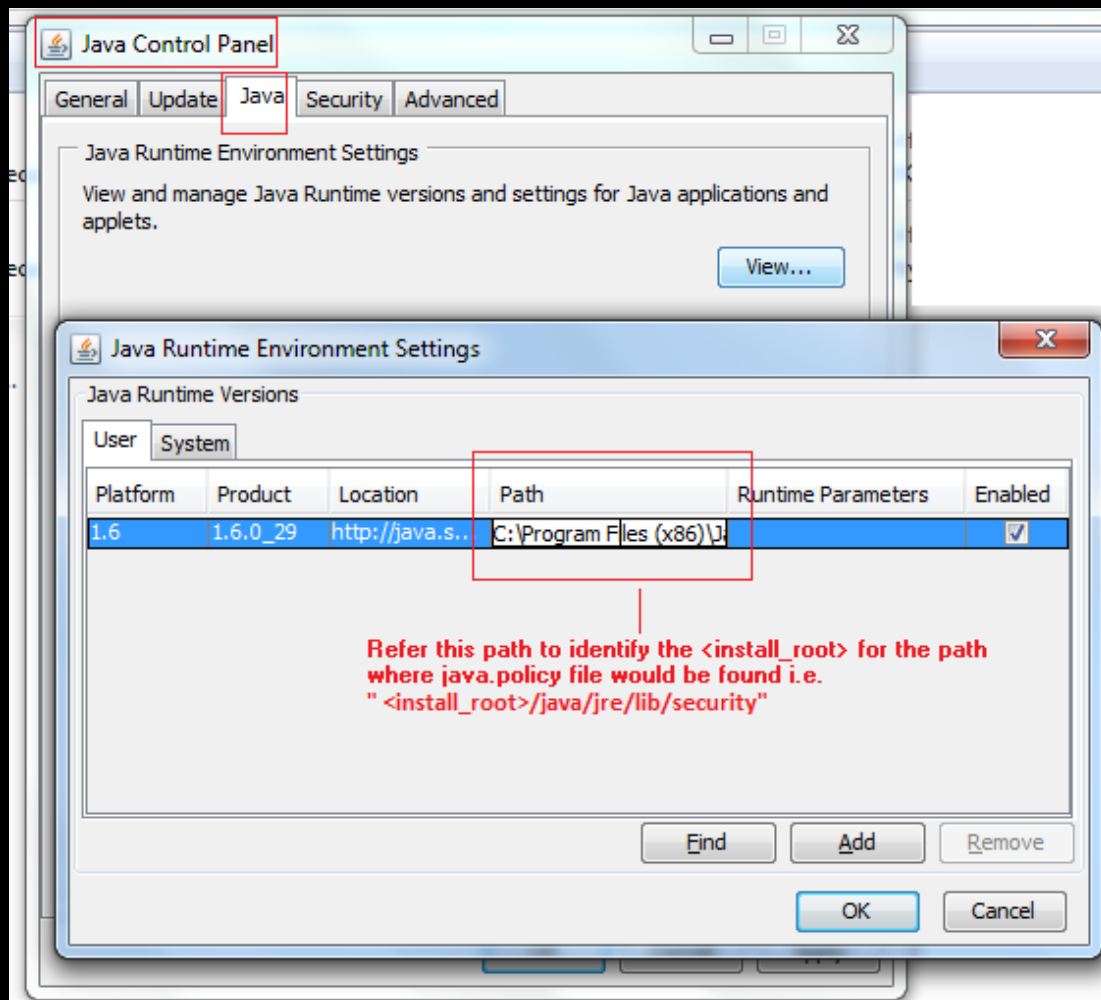 Java Control Panel
General Update Java Security Advanced
Java Runtime Environment Settings
View and manage Java Runtime versions and settings for Java applications and
applets.
View...
Java Runtime Environment Settings
Java Runtime Versions
User System
Platform Product Location Path Runtime Parameters Enabled
1.6 1.6.0_29 http://java.s... C:\Program Files (x86)\Ja
Refer this path to identify the <install_root> for the path
where java.policy file would be found i.e.
" <install_root>/java/jre/lib/security"
Find Add Remove
OK Cancel